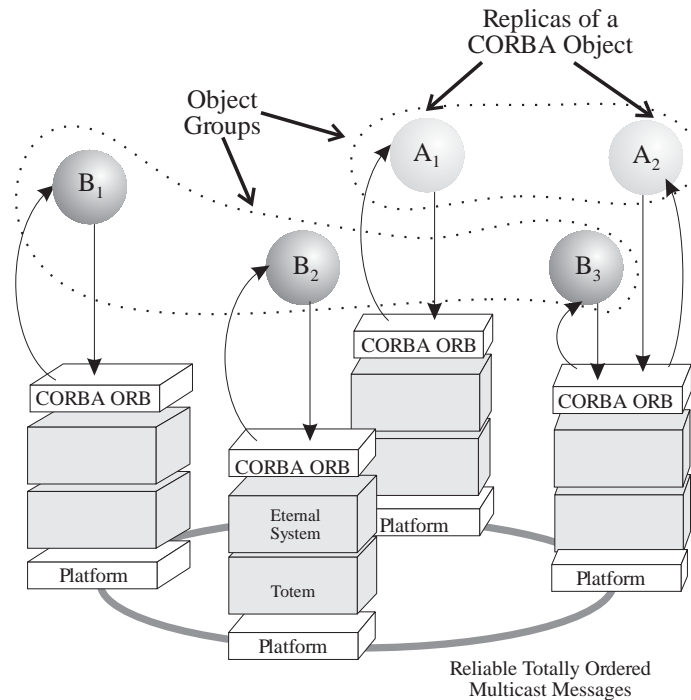 Replicas of a
CORBA Object
Object
Groups
A1
A2
B1
B2
B3
CORBA ORB
CORBA ORB
CORBA ORB
CORBA ORB
Eternal
System
Platform
Platform
Platform
Totem
Platform
Reliable Totally Ordered
Multicast Messages